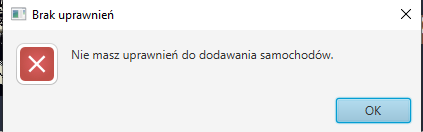 Brak uprawnień
Nie masz uprawnień do dodawania samochodów.
OK